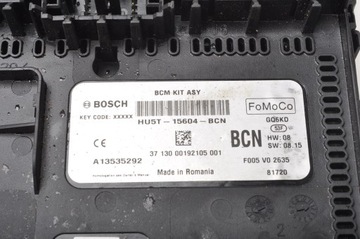 BCM KIT ASY
BOSCH
KEY CODE: XXXXX
HU5T-15604-BCN
FoMoCo
GQ6KD
BCN
HW: 08
SW: 08.15
37 130 00192105 001
A13535292
Made in Romania
F005 V0 2635
81720